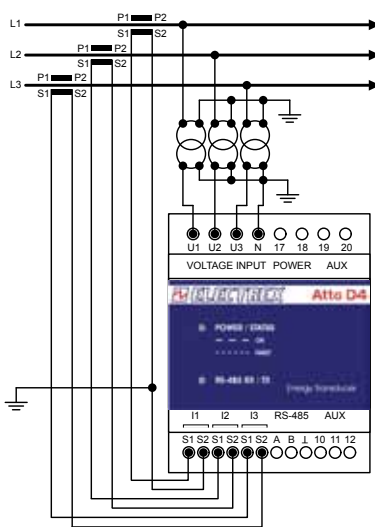 L1
P1 P2
S1 S2
L2
P1 P2
S1 S2
L3
P1 P2
S1 S2
U1 U2 U3 N 17 18 19 20
VOLTAGE INPUT POWER AUX
ELECTREX Atto D4
POWER / STATUS
ON
RS-485 RX / TX
Energy Transducer
I1 I2 I3 RS-485 AUX
S1 S2 S1 S2 S1 S2 A B ⊥ 10 11 12